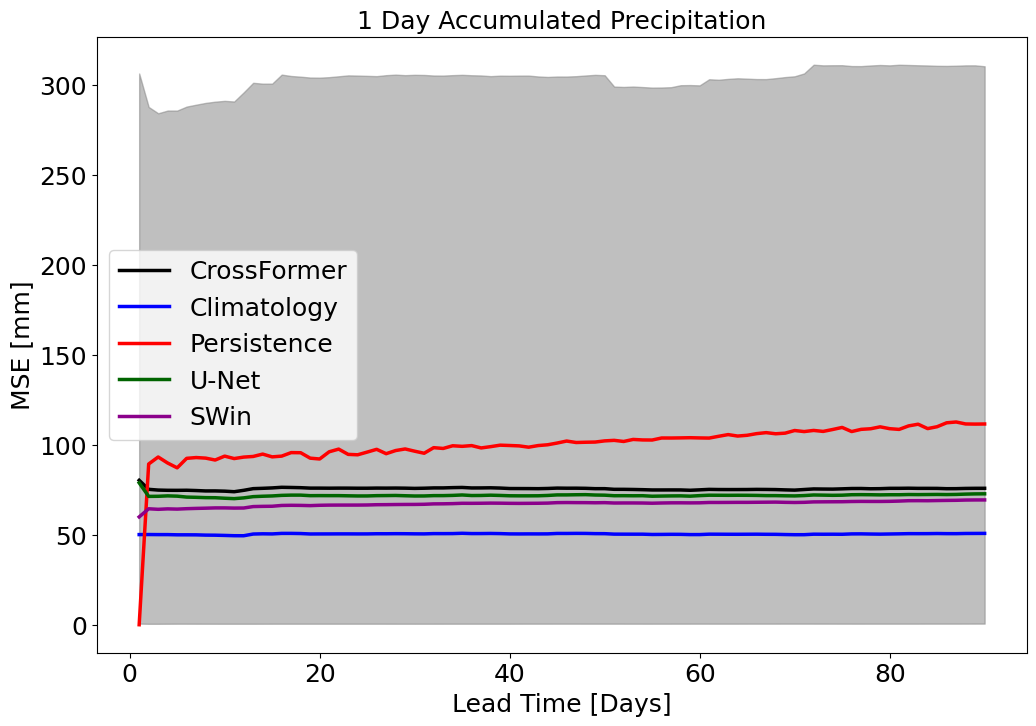 1 Day Accumulated Precipitation
MSE [mm]
300
250
200
150
100
50
0
CrossFormer
Climatology
Persistence
U-Net
SWin
0 20 40 60 80
Lead Time [Days]